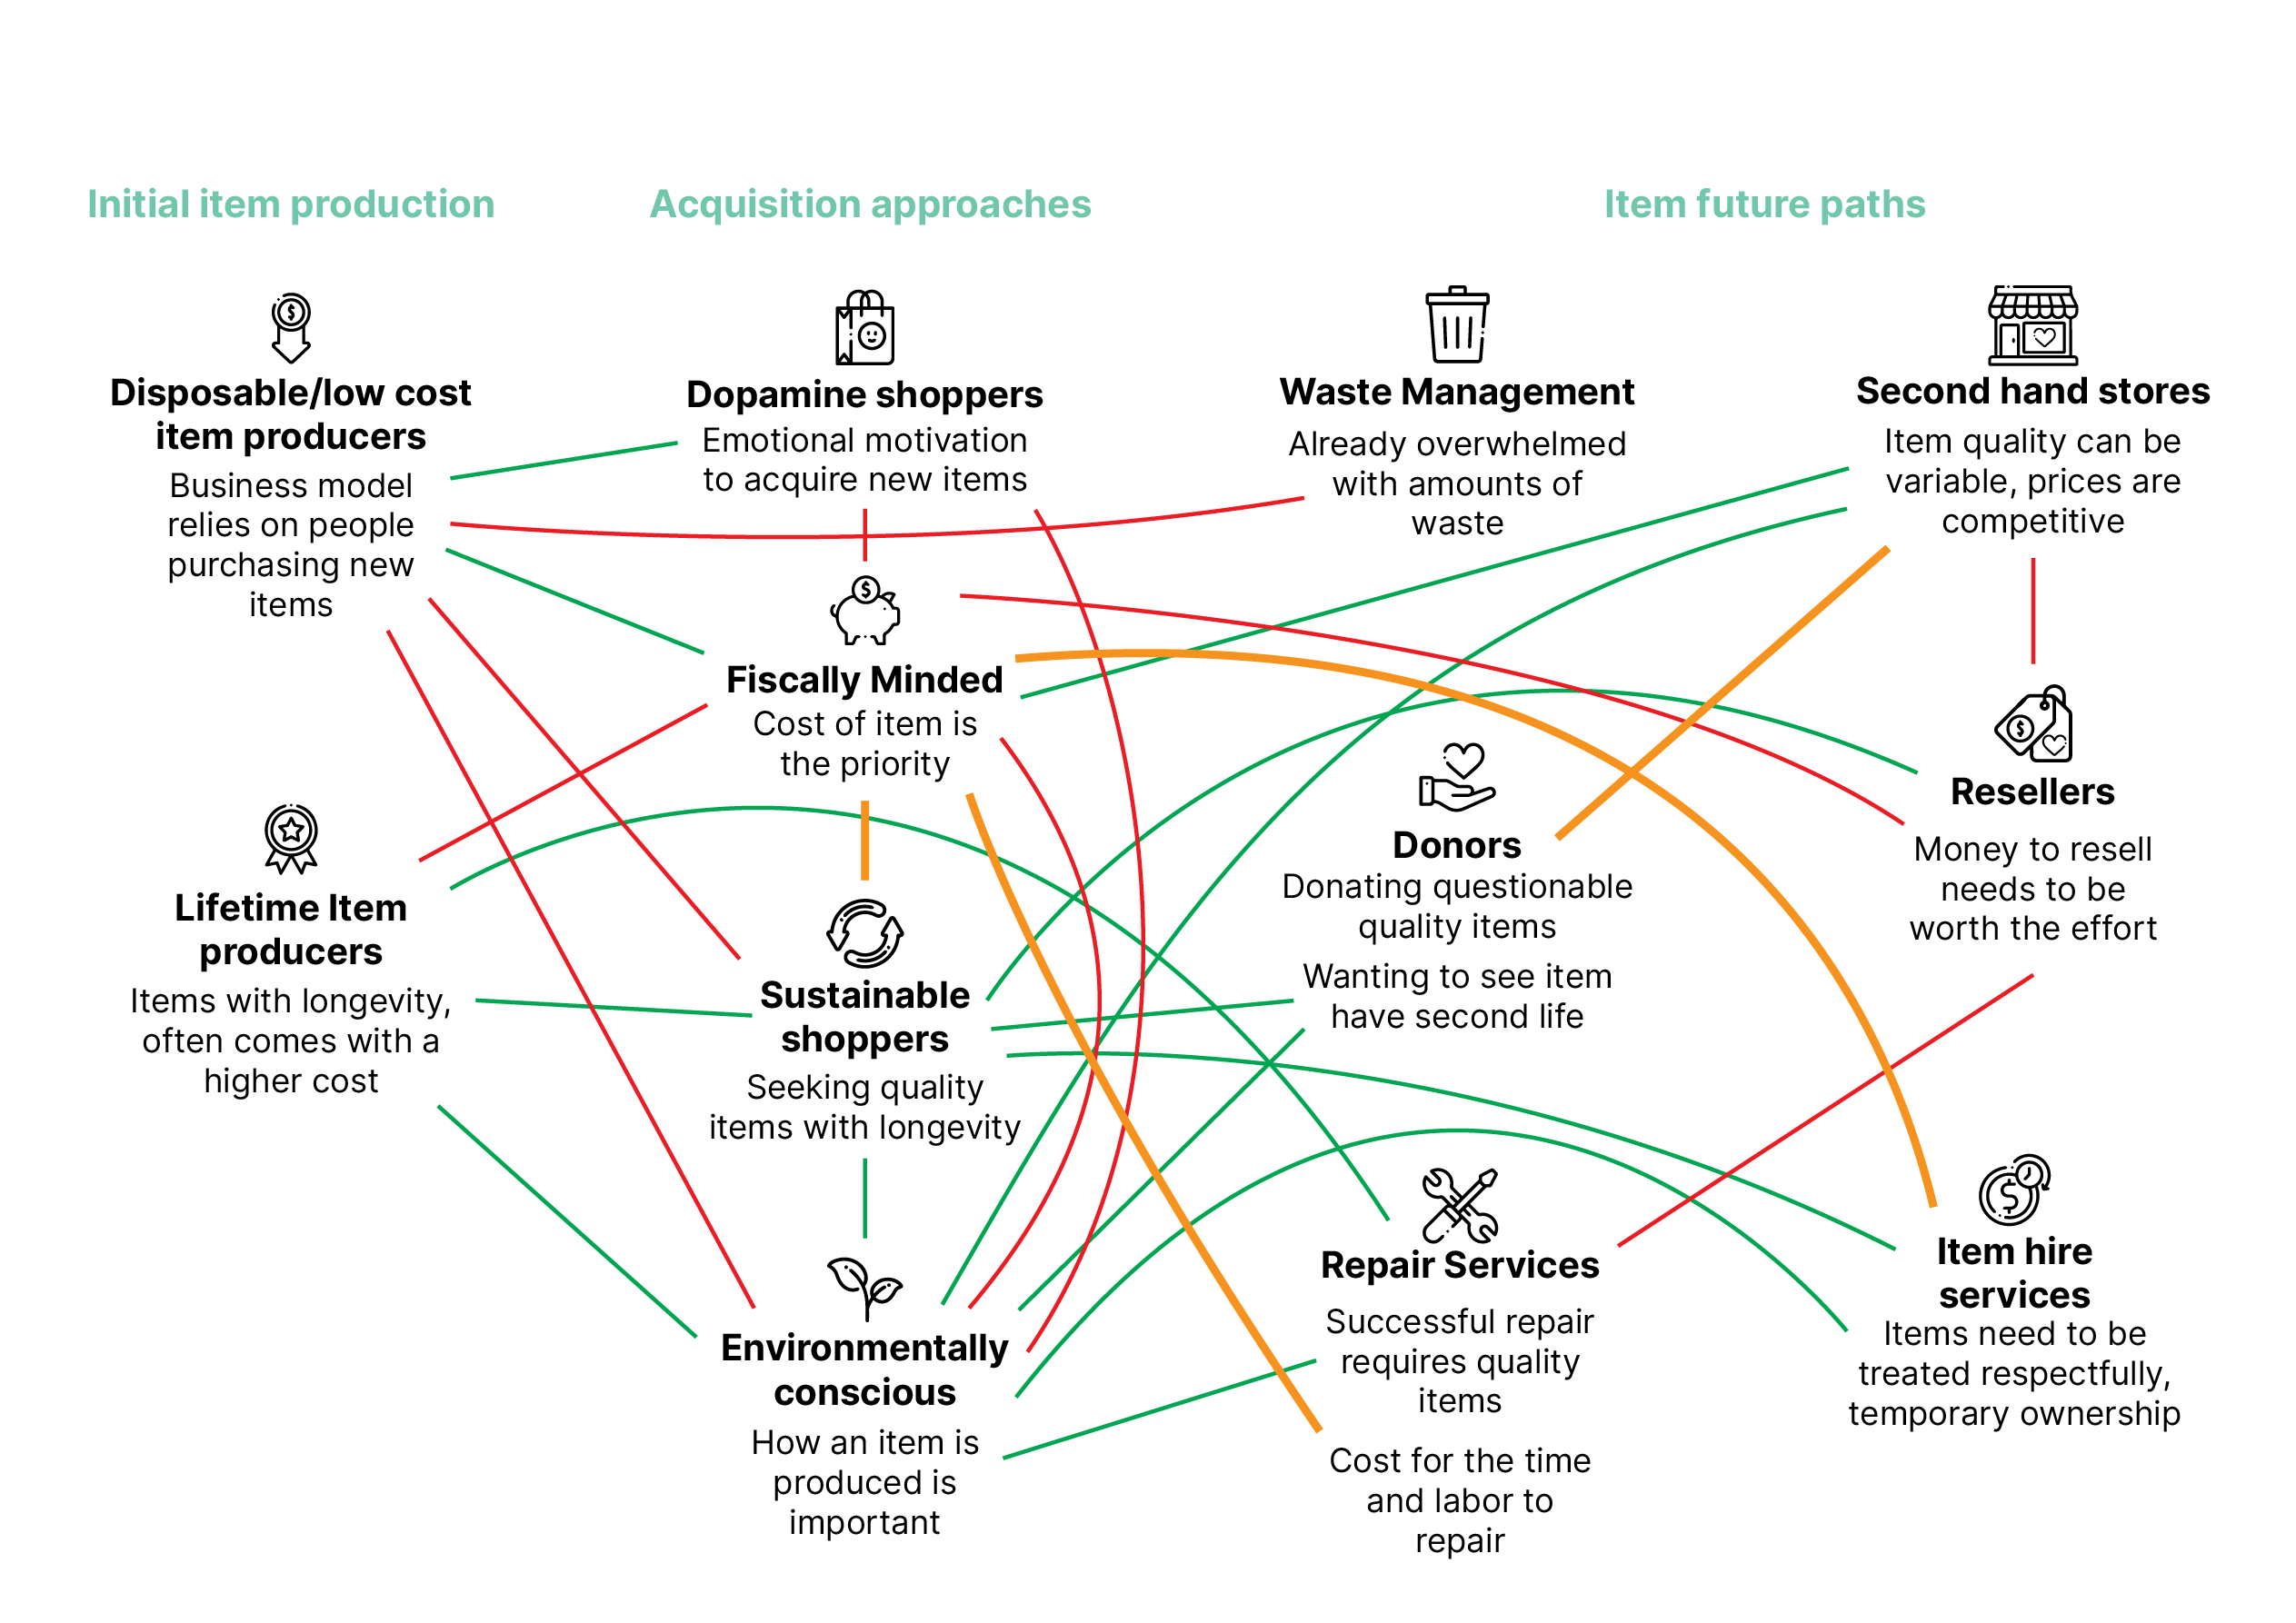 Initial item production
Acquisition approaches
Item future paths
Disposable/low cost
item producers
Business model
relies on people
purchasing new
items
Lifetime Item
producers
Items with longevity,
often comes with a
higher cost
Dopamine shoppers
Emotional motivation
to acquire new items
Fiscally Minded
Cost of item is
the priority
Sustainable
shoppers
Seeking quality
items with longevity
Environmentally
conscious
How an item is
produced is
important
Waste Management
Already overwhelmed
with amounts of
waste
Donors
Donating questionable
quality items
Wanting to see item
have second life
Repair Services
Successful repair
requires quality
items
Cost for the time
and labor to
repair
Second hand stores
Item quality can be
variable, prices are
competitive
Resellers
Money to resell
needs to be
worth the effort
Item hire
services
Items need to be
treated respectfully,
temporary ownership